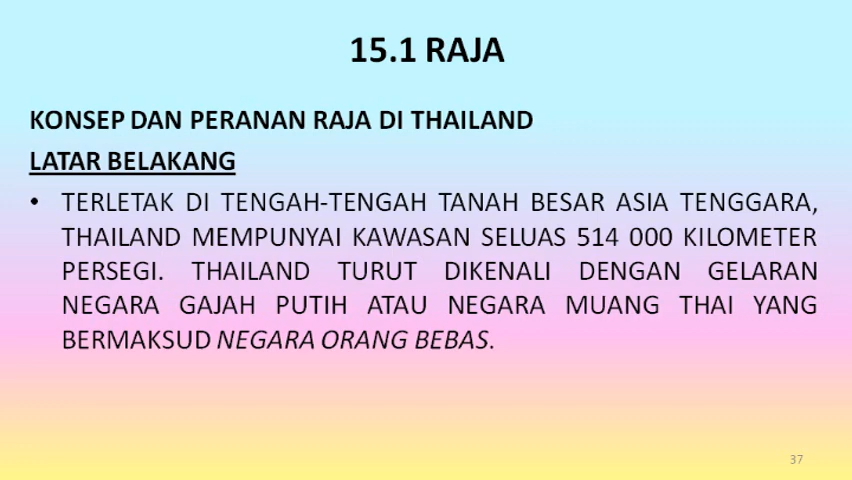 15.1 RAJA
KONSEP DAN PERANAN RAJA DI THAILAND
LATAR BELAKANG
• TERLETAK DI TENGAH-TENGAH TANAH BESAR ASIA TENGGARA,
THAILAND MEMPUNYAI KAWASAN SELUAS 514 000 KILOMETER
PERSEGI. THAILAND TURUT DIKENALI DENGAN GELARAN
NEGARA GAJAH PUTIH ATAU NEGARA MUANG THAI YANG
BERMAKSUD NEGARA ORANG BEBAS.
37